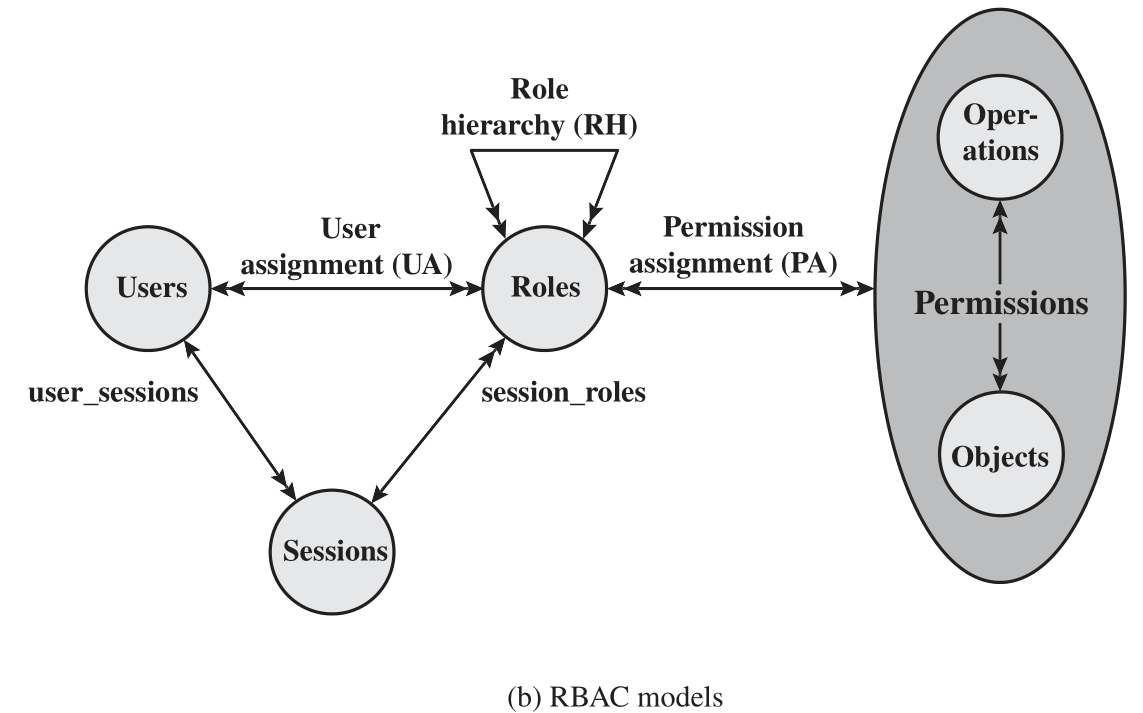 Role
hierarchy (RH)
Oper-
ations
User
assignment (UA)
Permission
assignment (PA)
Users
Roles
Permissions
user_sessions
session_roles
Objects
Sessions
(b) RBAC models